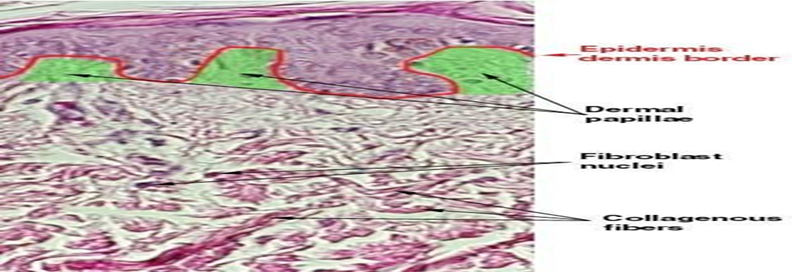 Epidermis
dermis border
Dermal
papillae
Fibroblast
nuclei
Collagenous
fibers